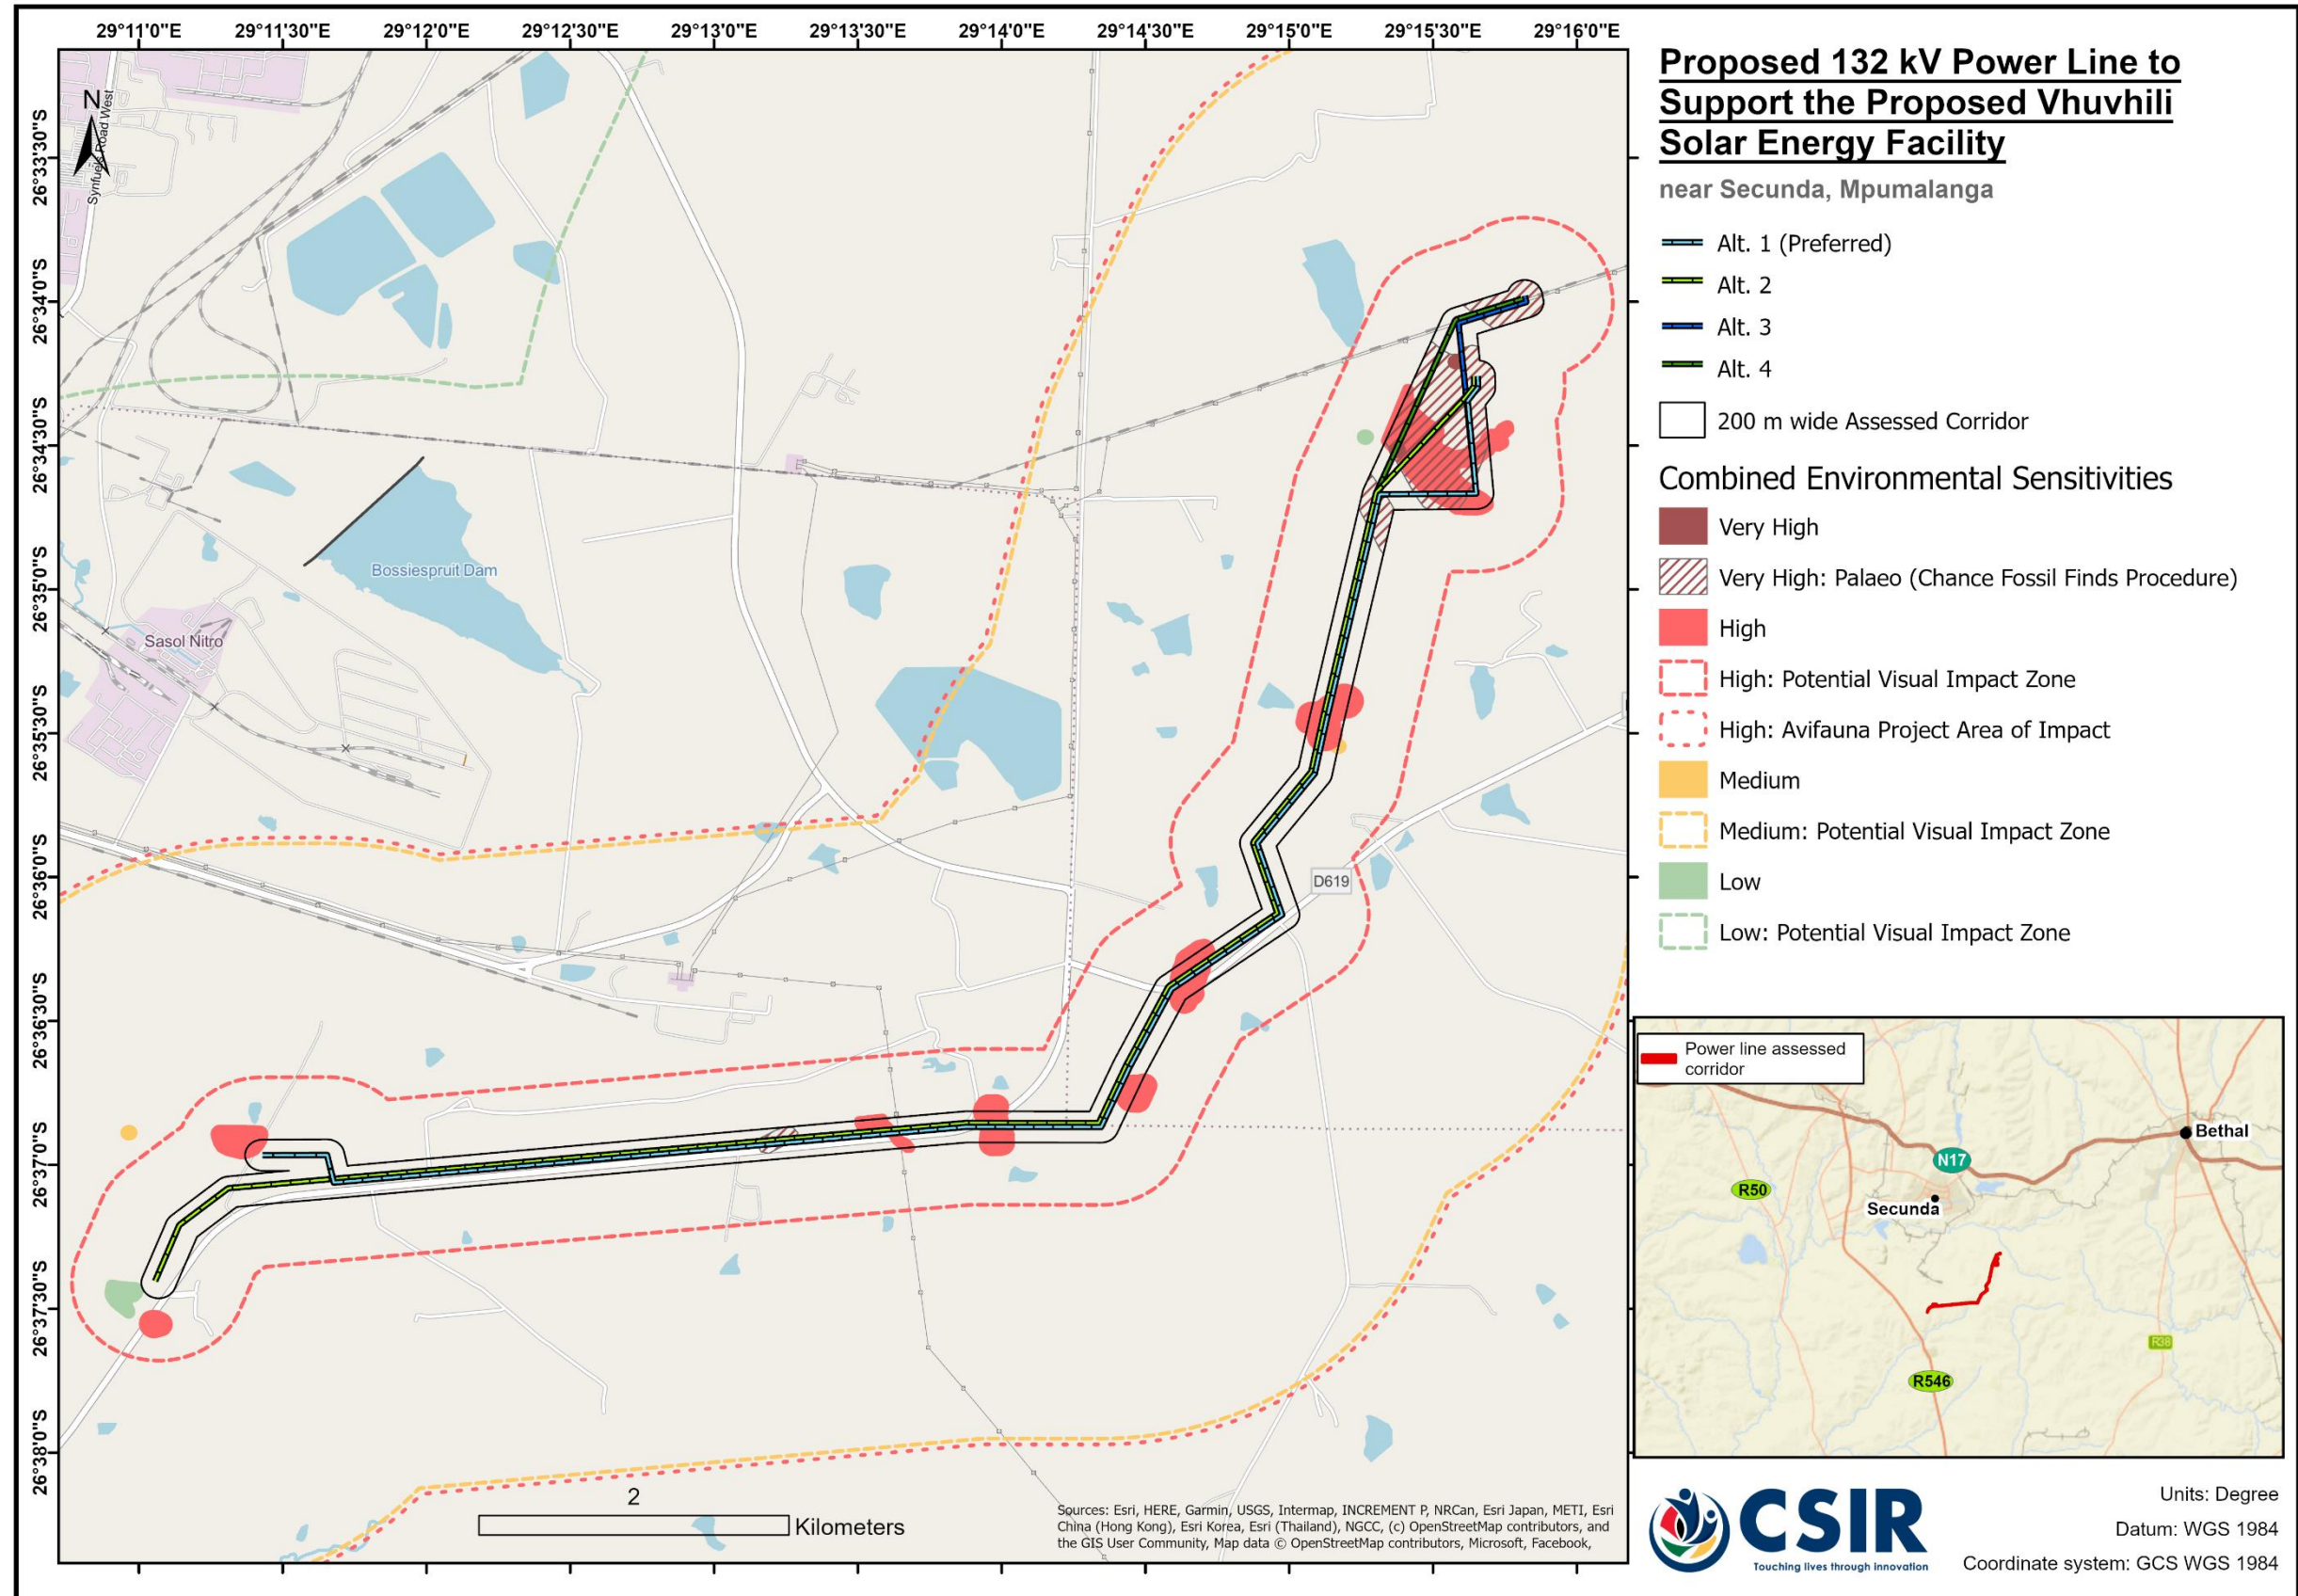 29°11'0"E 29°11'30"E 29°12'0"E 29°12'30"E 29°13'0"E 29°13'30"E 29°14'0"E 29°14'30"E 29°15'0"E 29°15'30"E 29°16'0"E
26°33'30"S
26°34'0"S
26°34'30"S
26°35'0"S
26°35'30"S
26°36'0"S
26°36'30"S
26°37'0"S
26°37'30"S
26°38'0"S
N
Synfuels Road West
Bossiespruit Dam
Sasol Nitro
D619
2
Kilometers
Sources: Esri, HERE, Garmin, USGS, Intermap, INCREMENT P, NRCan, Esri Japan, METI, Esri
China (Hong Kong), Esri Korea, Esri (Thailand), NGCC, (c) OpenStreetMap contributors, and
the GIS User Community, Map data © OpenStreetMap contributors, Microsoft, Facebook,
Proposed 132 kV Power Line to
Support the Proposed Vhuvhili
Solar Energy Facility
near Secunda, Mpumalanga
Alt. 1 (Preferred)
Alt. 2
Alt. 3
Alt. 4
200 m wide Assessed Corridor
Combined Environmental Sensitivities
Very High
Very High: Palaeo (Chance Fossil Finds Procedure)
High
High: Potential Visual Impact Zone
High: Avifauna Project Area of Impact
Medium
Medium: Potential Visual Impact Zone
Low
Low: Potential Visual Impact Zone
Power line assessed
corridor
Bethal
N17
R50
Secunda
R38
R546
CSIR
Touching lives through innovation
Units: Degree
Datum: WGS 1984
Coordinate system: GCS WGS 1984